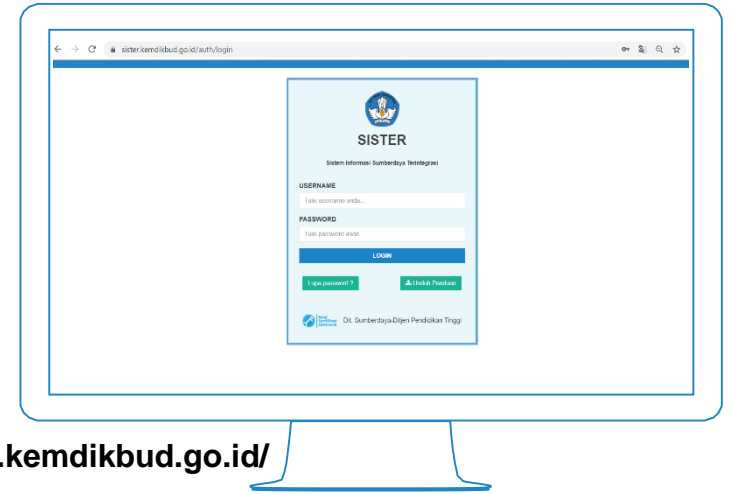 sister.kemdikbud.go.id/auth/login
SISTER
Sistem Informasi Sumberdaya Terintegrasi
USERNAME
Tulis username anda...
PASSWORD
Tulis password anda
LOGIN
Lupa password ?
Unduh Panduan
Dit. Sumberdaya-Ditjen Pendidikan Tinggi
.kemdikbud.go.id/